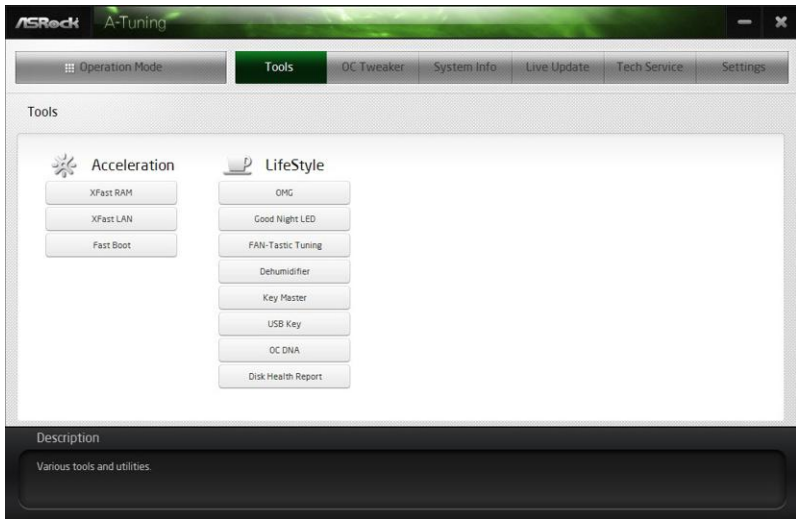 ASRock A-Tuning
Operation Mode Tools OC Tweaker System Info Live Update Tech Service Settings
Tools
Acceleration
XFast RAM
XFast LAN
Fast Boot
LifeStyle
OMG
Good Night LED
FAN-Tastic Tuning
Dehumidifier
Key Master
USB Key
OC DNA
Disk Health Report
Description
Various tools and utilities.